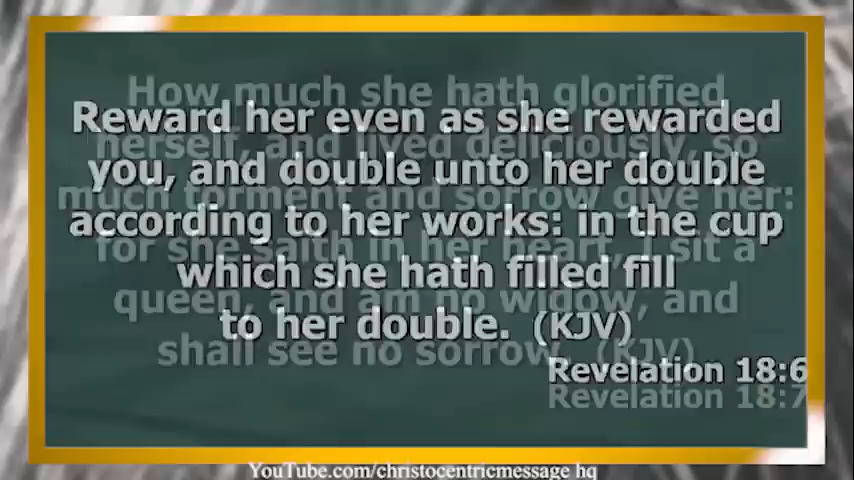 Reward her even as she rewarded
you, and double unto her double
according to her works: in the cup
which she hath filled fill
to her double. (KJV)
Revelation 18:6
How much she hath glorified
herself, and lived deliciously, so
much torment and sorrow give her:
for she saith in her heart, I sit a
queen, and am no widow, and
shall see no sorrow. (KJV)
Revelation 18:7
YouTube.com/christocentricmessage hq